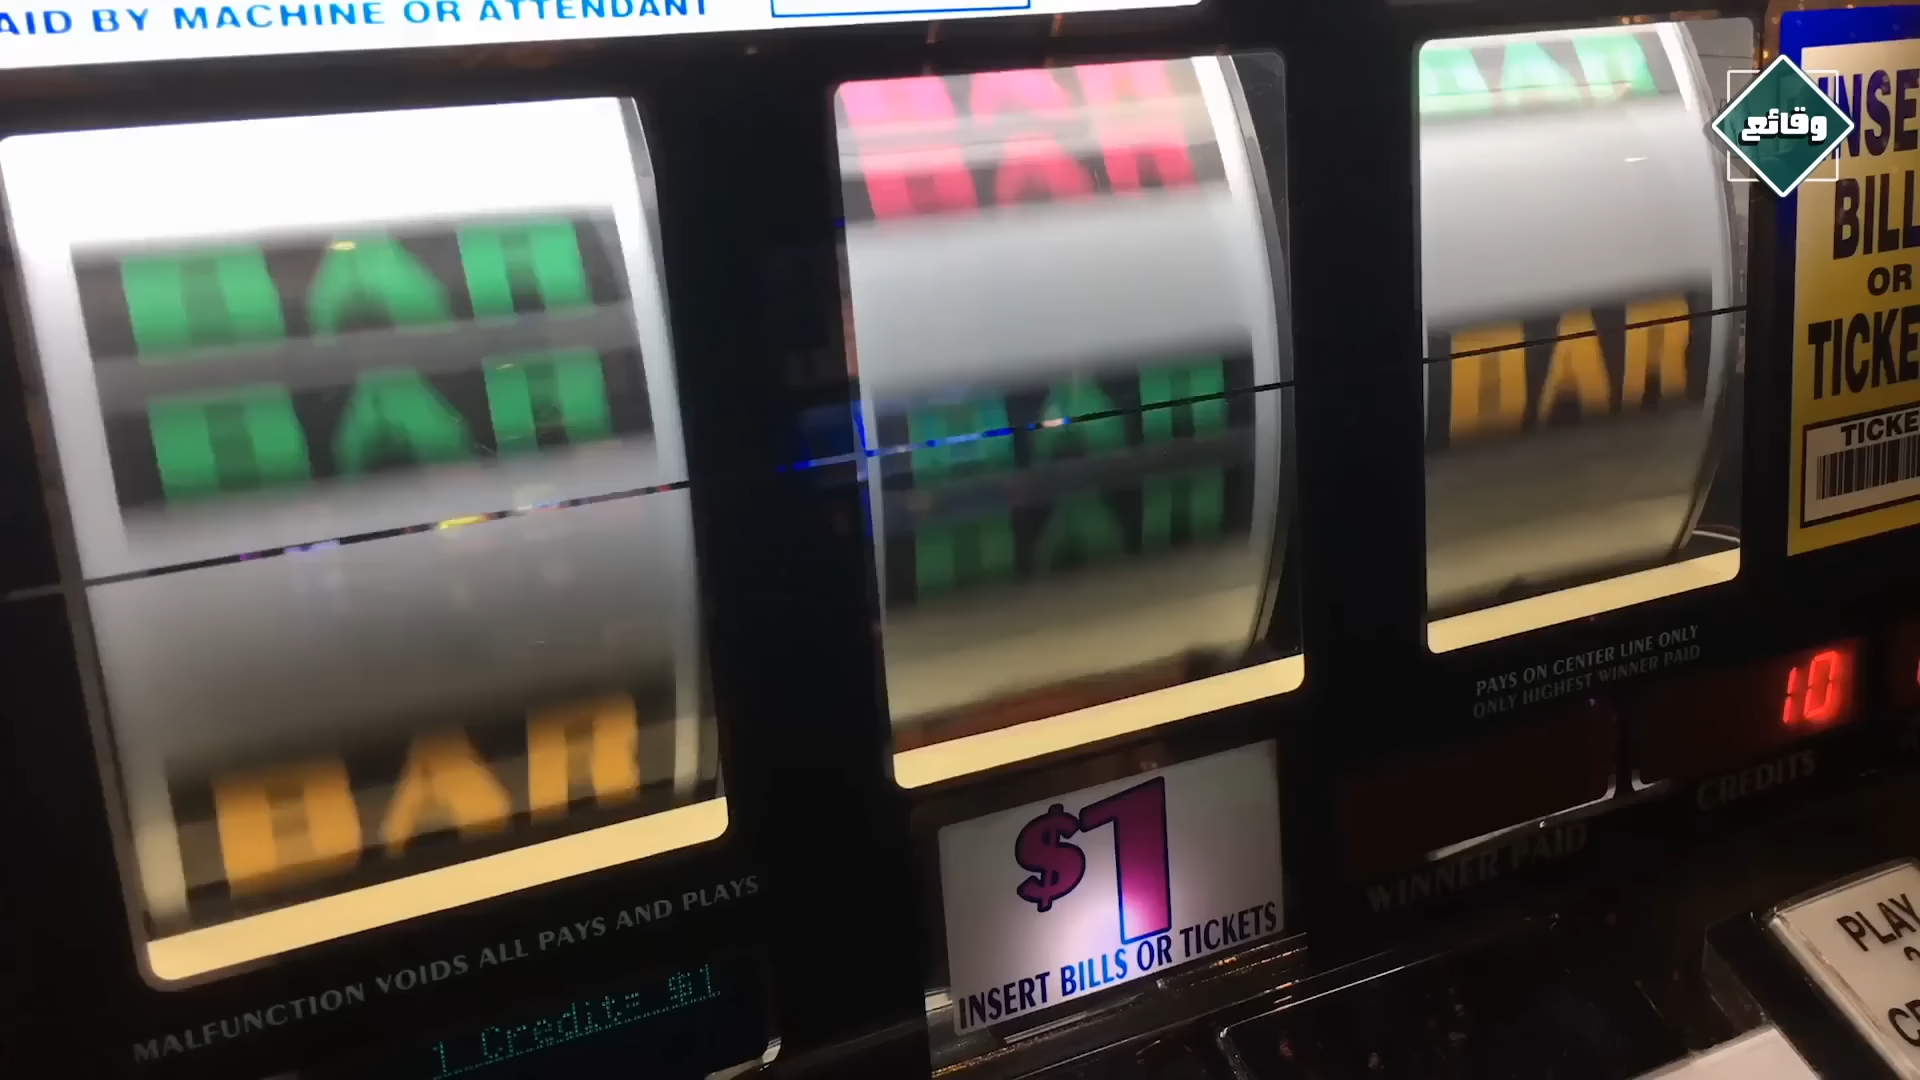 AID BY MACHINE OR ATTENDANT
وقائع
BAR
BAR
BAR
BAR
BAR
BAR
BAR
BAR
BAR
INSE
BILL
OR
TICKE
TICKE
PAYS ON CENTER LINE ONLY
ONLY HIGHEST WINNER PAID
10
CREDITS
WINNER PAID
$1
INSERT BILLS OR TICKETS
MALFUNCTION VOIDS ALL PAYS AND PLAYS
1 Credit= $1
PLAY